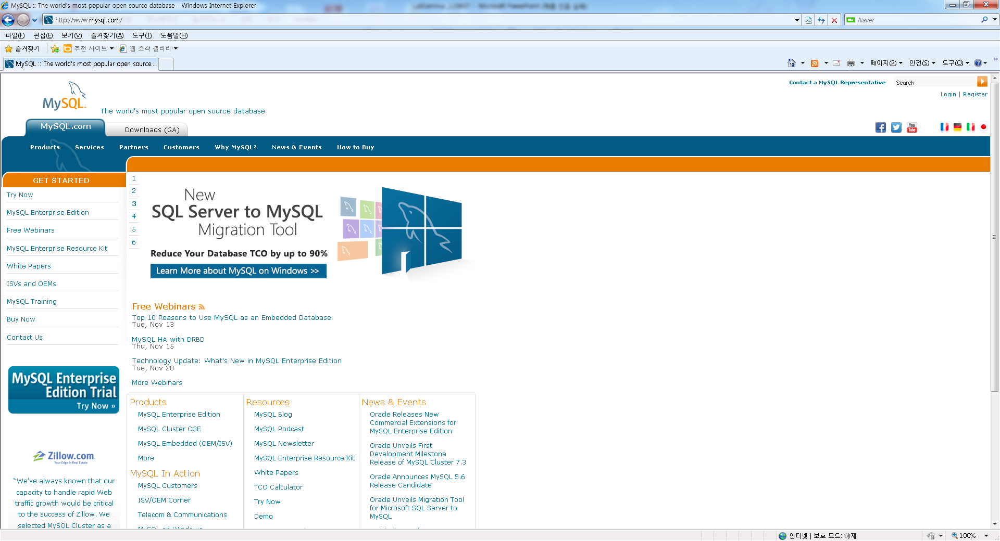 MySQL :: The world's most popular open source database - Windows Internet Explorer
http://www.mysql.com/
Naver
파일(F) 편집(E) 보기(V) 즐겨찾기(A) 도구(T) 도움말(H)
즐겨찾기 추천 사이트 웹 조각 갤러리
MySQL :: The world's most popular open source...
페이지(P) 안전(S) 도구(O)
Contact a MySQL Representative Search
Login | Register
MySQL
The world's most popular open source database
MySQL.com Downloads (GA)
You Tube
Products Services Partners Customers Why MySQL? News & Events How to Buy
GET STARTED
Try Now
MySQL Enterprise Edition
Free Webinars
MySQL Enterprise Resource Kit
White Papers
ISVs and OEMs
MySQL Training
Buy Now
Contact Us
MySQL Enterprise
Edition Trial
Try Now »
Zillow.com
Your Edge in Real Estate
“We've always known that our
capacity to handle rapid Web
traffic growth would be critical
to the success of Zillow. We
selected MySQL Cluster as a
1
2
3
4
5
6
New
SQL Server to MySQL
Migration Tool
Reduce Your Database TCO by up to 90%
Learn More about MySQL on Windows >>
Free Webinars
Top 10 Reasons to Use MySQL as an Embedded Database
Tue, Nov 13
MySQL HA with DRBD
Thu, Nov 15
Technology Update: What's New in MySQL Enterprise Edition
Tue, Nov 20
More Webinars
Products
MySQL Enterprise Edition
MySQL Cluster CGE
MySQL Embedded (OEM/ISV)
More
MySQL In Action
MySQL Customers
ISV/OEM Corner
Telecom & Communications
MySQL on Windows
Resources
MySQL Blog
MySQL Podcast
MySQL Newsletter
MySQL Enterprise Resource Kit
White Papers
TCO Calculator
Try Now
Demo
News & Events
Oracle Releases New
Commercial Extensions for
MySQL Enterprise Edition
Oracle Unveils First
Development Milestone
Release of MySQL Cluster 7.3
Oracle Announces MySQL 5.6
Release Candidate
Oracle Unveils Migration Tool
for Microsoft SQL Server to
MySQL
인터넷 | 보호 모드: 해제
100%